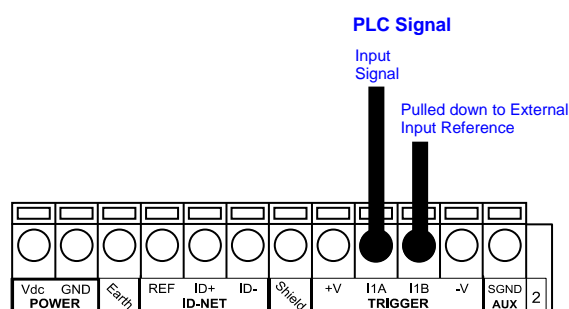 PLC Signal
Input
Signal
Pulled down to External
Input Reference
Vdc GND Earth REF ID+ ID- Shield +V I1A I1B -V SGND 2
POWER ID-NET TRIGGER AUX